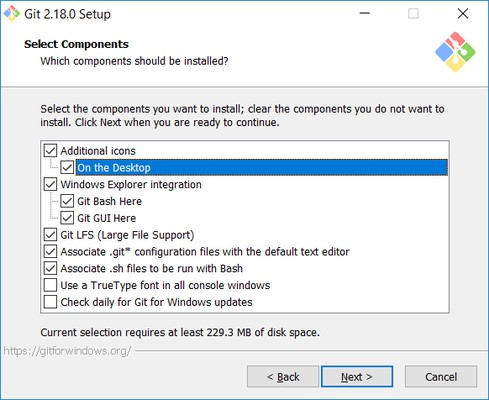 Git 2.18.0 Setup
Select Components
Which components should be installed?
Select the components you want to install; clear the components you do not want to
install. Click Next when you are ready to continue.
Additional icons
On the Desktop
Windows Explorer integration
Git Bash Here
Git GUI Here
Git LFS (Large File Support)
Associate .git* configuration files with the default text editor
Associate .sh files to be run with Bash
Use a TrueType font in all console windows
Check daily for Git for Windows updates
Current selection requires at least 229.3 MB of disk space.
https://gitforwindows.org/
< Back
Next >
Cancel